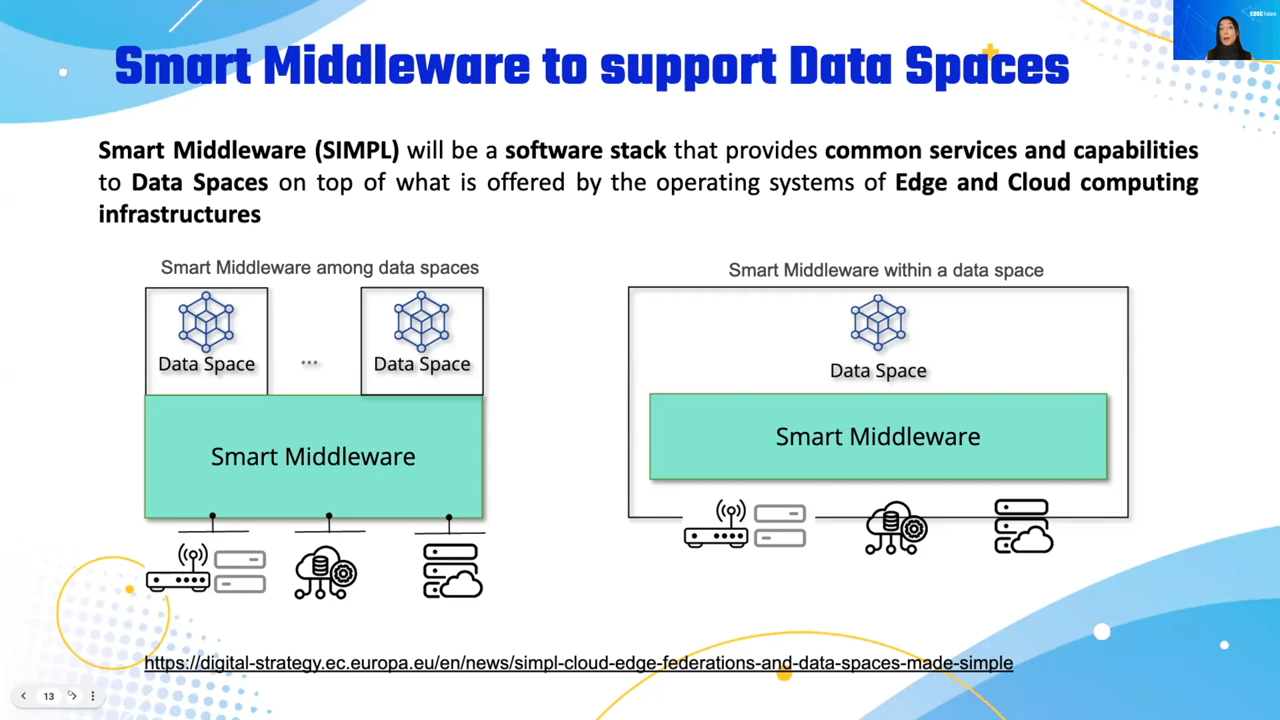 Smart Middleware to support Data Spaces
Smart Middleware (SIMPL) will be a software stack that provides common services and capabilities
to Data Spaces on top of what is offered by the operating systems of Edge and Cloud computing
infrastructures
Smart Middleware among data spaces
Data Space
...
Data Space
Smart Middleware
Smart Middleware within a data space
Data Space
Smart Middleware
https://digital-strategy.ec.europa.eu/en/news/simpl-cloud-edge-federations-and-data-spaces-made-simple
13